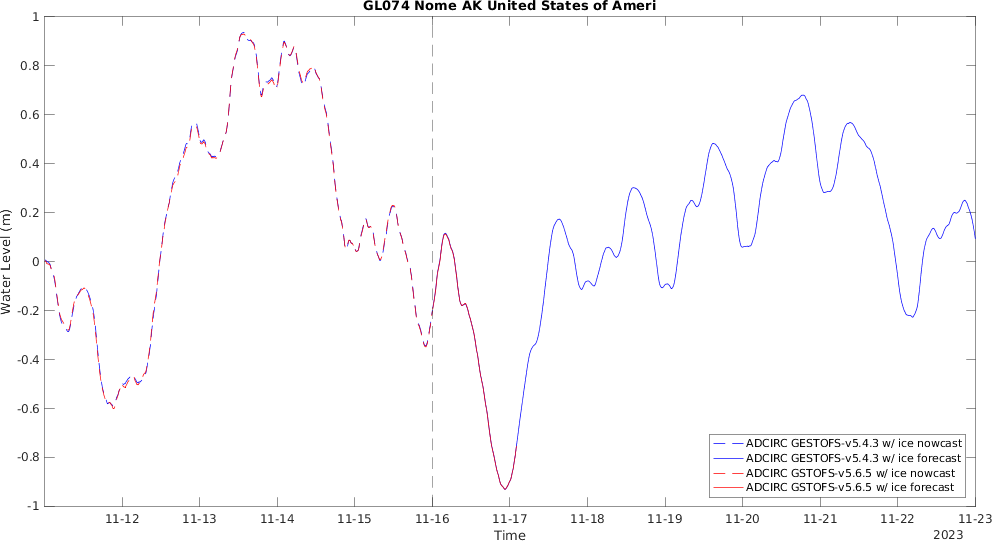 GL074 Nome AK United States of Ameri
1
0.8
0.6
0.4
0.2
0
-0.2
-0.4
-0.6
-0.8
-1
Water Level (m)
ADCIRC GESTOFS-v5.4.3 w/ ice nowcast
ADCIRC GESTOFS-v5.4.3 w/ ice forecast
ADCIRC GSTOFS-v5.6.5 w/ ice nowcast
ADCIRC GSTOFS-v5.6.5 w/ ice forecast
11-12 11-13 11-14 11-15 11-16 11-17 11-18 11-19 11-20 11-21 11-22 11-23
Time 2023